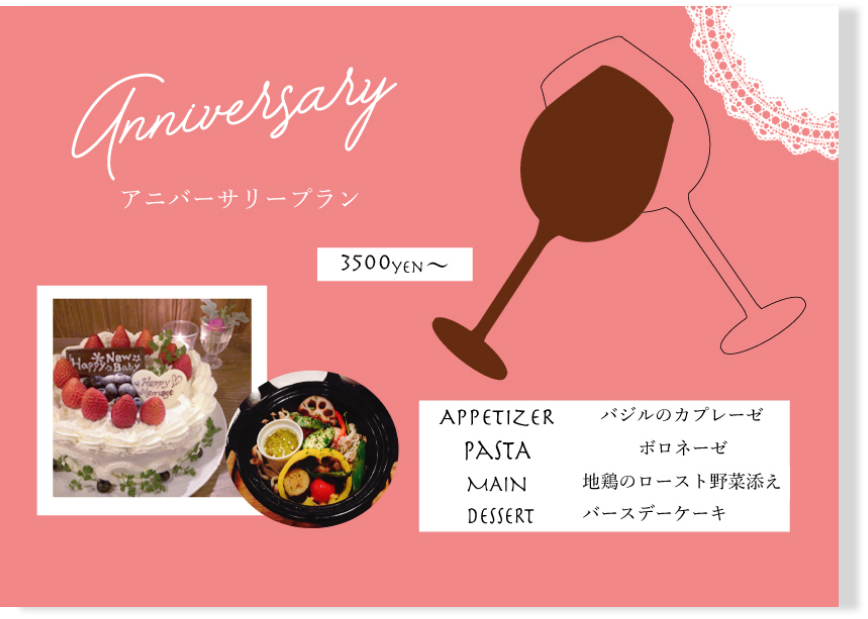 Anniversary
アニバーサリープラン
3500YEN〜
New
Happy Baby
Happy
APPETIZER バジルのカプレーゼ
PASTA ボロネーゼ
MAIN 地鶏のロースト野菜添え
DESSERT バースデーケーキ